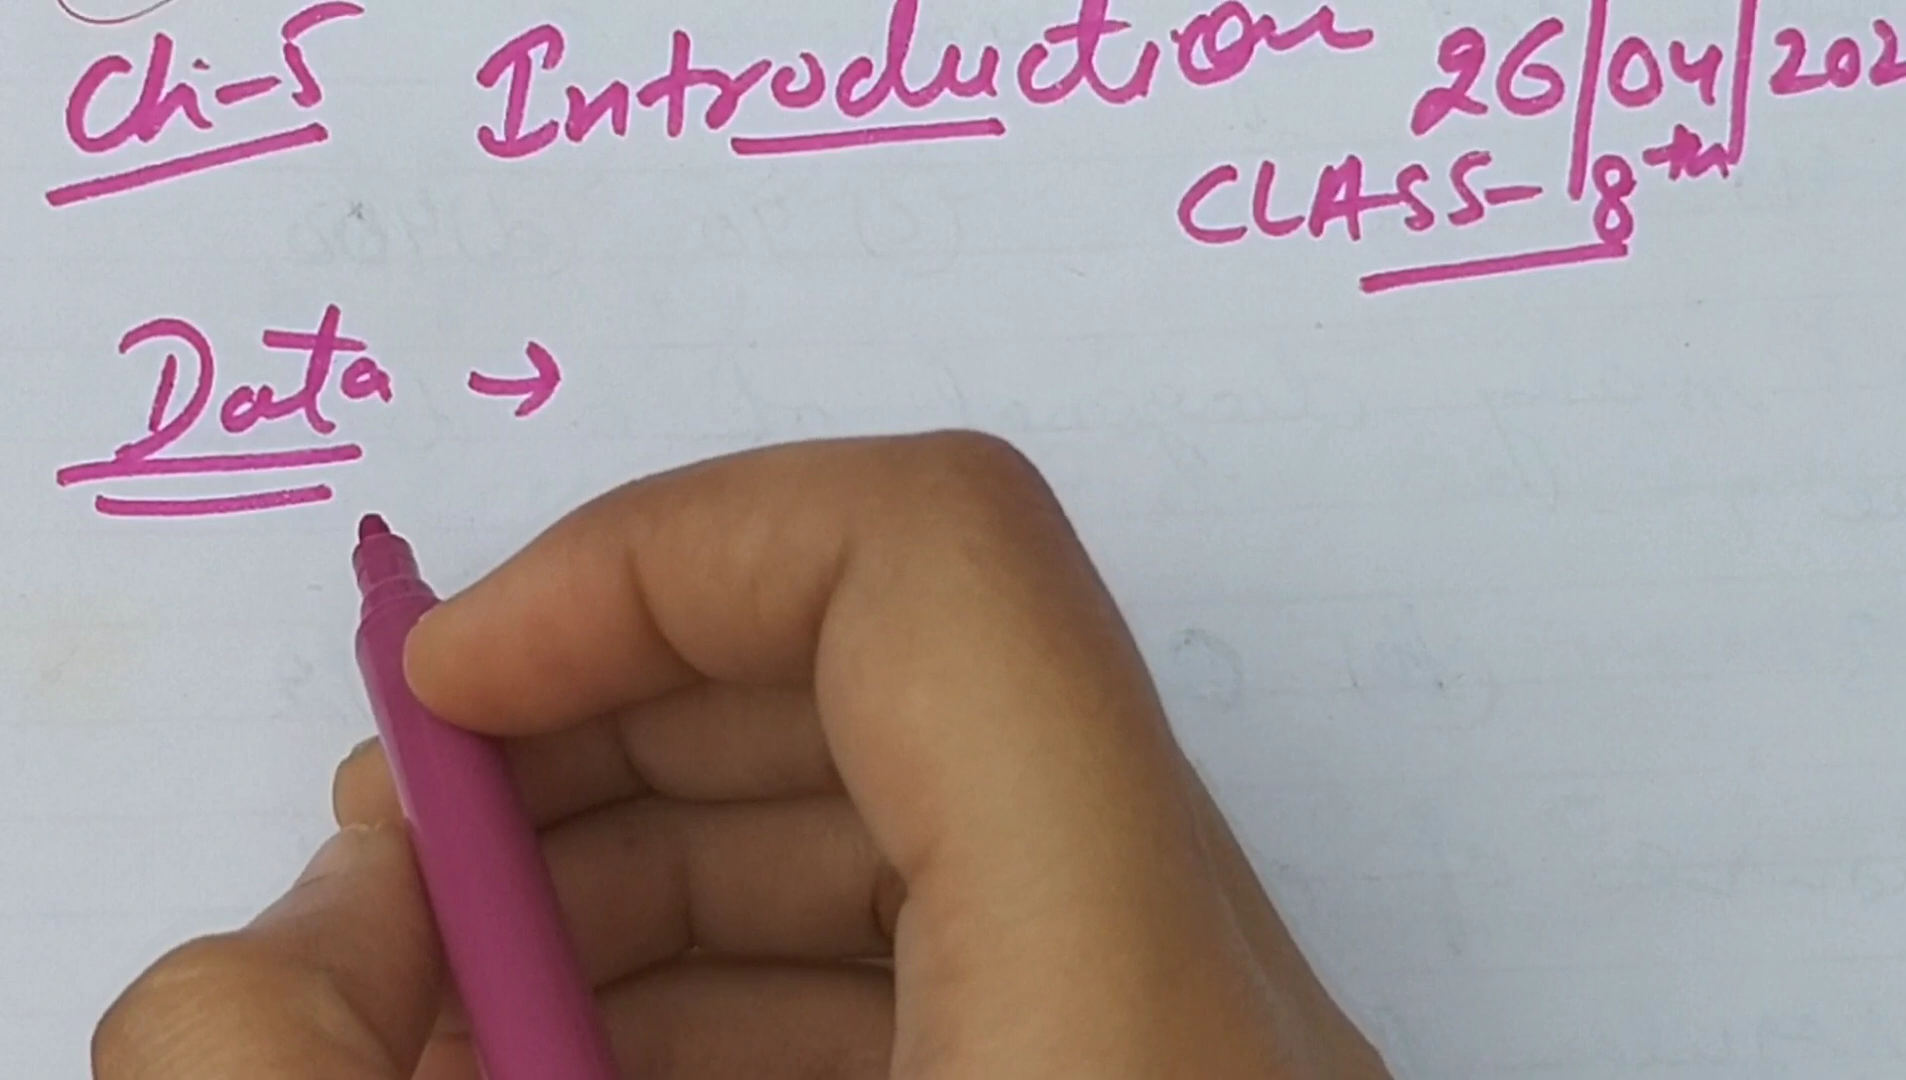 Ch-5 Introduction 26/04/202
CLASS- 8th
Data →